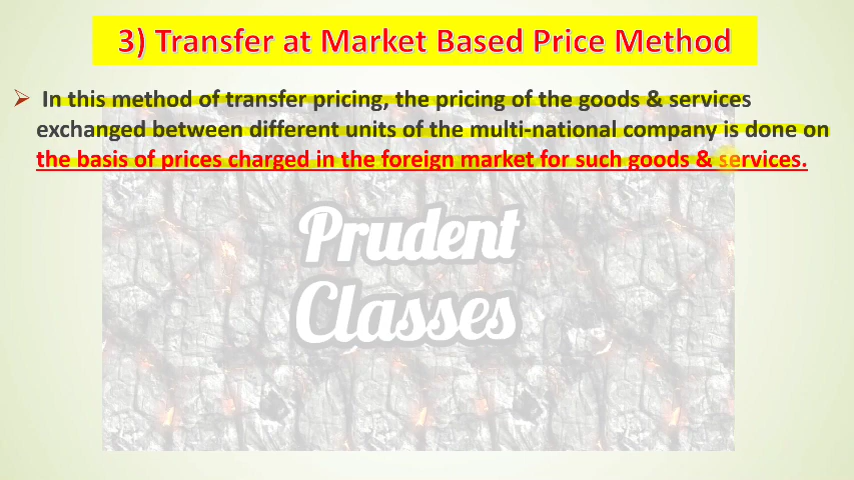 3) Transfer at Market Based Price Method
➢ In this method of transfer pricing, the pricing of the goods & services
exchanged between different units of the multi-national company is done on
the basis of prices charged in the foreign market for such goods & services.
Prudent
Classes